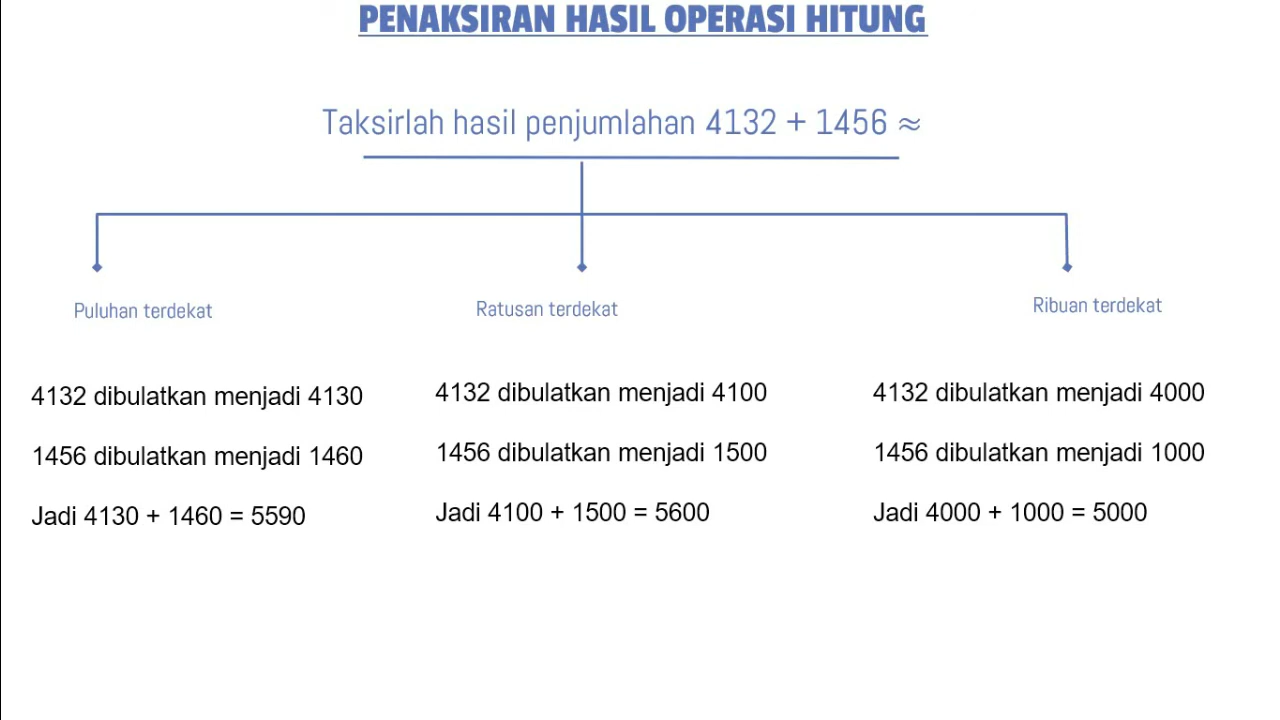 PENAKSIRAN HASIL OPERASI HITUNG
Taksirlah hasil penjumlahan 4132 + 1456 ≈
Puluhan terdekat
4132 dibulatkan menjadi 4130
1456 dibulatkan menjadi 1460
Jadi 4130 + 1460 = 5590
Ratusan terdekat
4132 dibulatkan menjadi 4100
1456 dibulatkan menjadi 1500
Jadi 4100 + 1500 = 5600
Ribuan terdekat
4132 dibulatkan menjadi 4000
1456 dibulatkan menjadi 1000
Jadi 4000 + 1000 = 5000